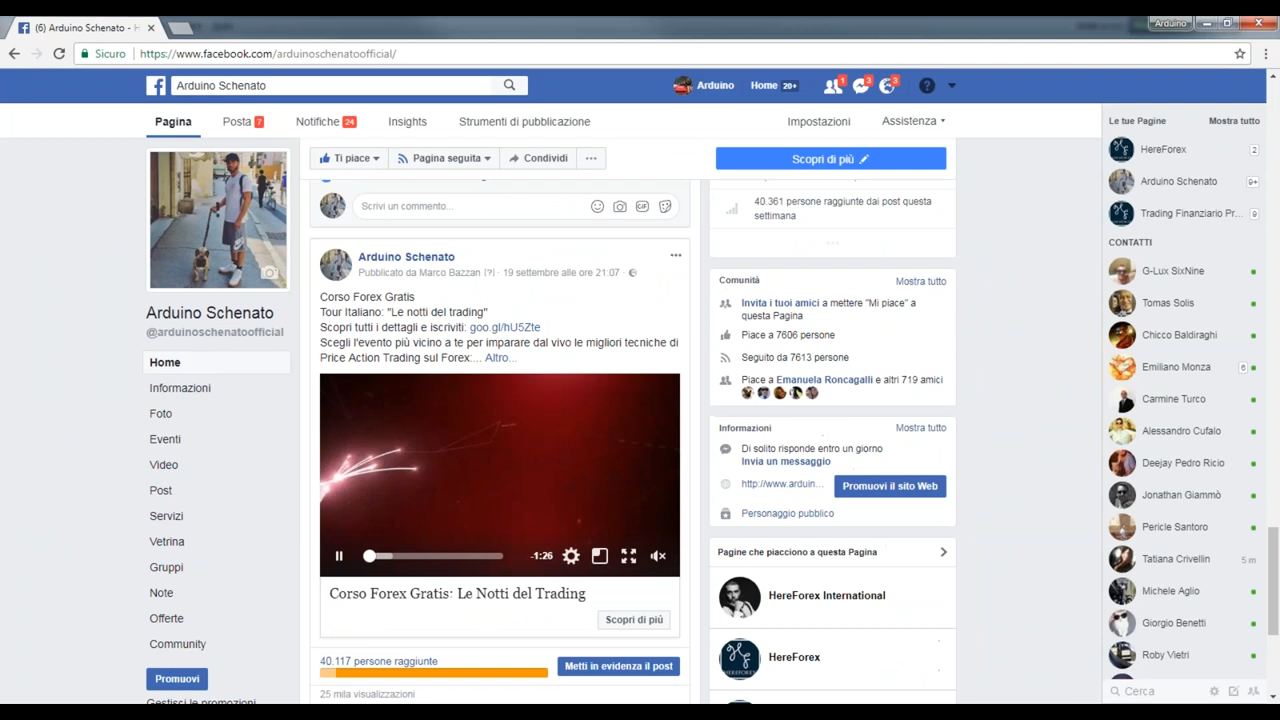 (6) Arduino Schenato - H
Arduino
Sicuro
https://www.facebook.com/arduinoschenatoofficial/
Arduino Schenato
Arduino
Home 20+
1
3
3
Pagina
Posta 7
Notifiche 24
Insights
Strumenti di pubblicazione
Impostazioni
Assistenza
Ti piace
Pagina seguita
Condividi
Scopri di più
Arduino Schenato
@arduinoschenatoofficial
Home
Informazioni
Foto
Eventi
Video
Post
Servizi
Vetrina
Gruppi
Note
Offerte
Community
Promuovi
Gestisci le promozioni
Scrivi un commento...
GIF
Arduino Schenato
Pubblicato da Marco Bazzan [?] · 19 settembre alle ore 21:07 ·
Corso Forex Gratis
Tour Italiano: "Le notti del trading"
Scopri tutti i dettagli e iscriviti: goo.gl/hU5Zte
Scegli l'evento più vicino a te per imparare dal vivo le migliori tecniche di
Price Action Trading sul Forex:... Altro...
-1:26
Corso Forex Gratis: Le Notti del Trading
Scopri di più
40.117 persone raggiunte
Metti in evidenza il post
25 mila visualizzazioni
40.361 persone raggiunte dai post questa
settimana
Comunità
Mostra tutto
Invita i tuoi amici a mettere "Mi piace" a
questa Pagina
Piace a 7606 persone
Seguito da 7613 persone
Piace a Emanuela Roncagalli e altri 719 amici
Informazioni
Mostra tutto
Di solito risponde entro un giorno
Invia un messaggio
http://www.arduin...
Promuovi il sito Web
Personaggio pubblico
Pagine che piacciono a questa Pagina
HereForex International
HereForex
Le tue Pagine
Mostra tutto
HereForex 2
Arduino Schenato 9+
Trading Finanziario Pr... 9
CONTATTI
G-Lux SixNine
Tomas Solis
Chicco Baldiraghi
Emiliano Monza 6
Carmine Turco
Alessandro Cufalo
Deejay Pedro Ricio
Jonathan Giammò
Pericle Santoro
Tatiana Crivellin 5 m
Michele Aglio
Giorgio Benetti
Roby Vietri
Cerca